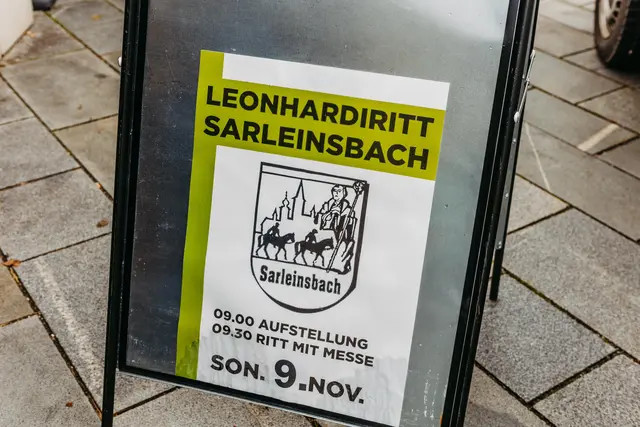 LEONHARDIRITT
SARLEINSBACH
Sarleinsbach
09.00 AUFSTELLUNG
09.30 RITT MIT MESSE
SON. 9.NOV.